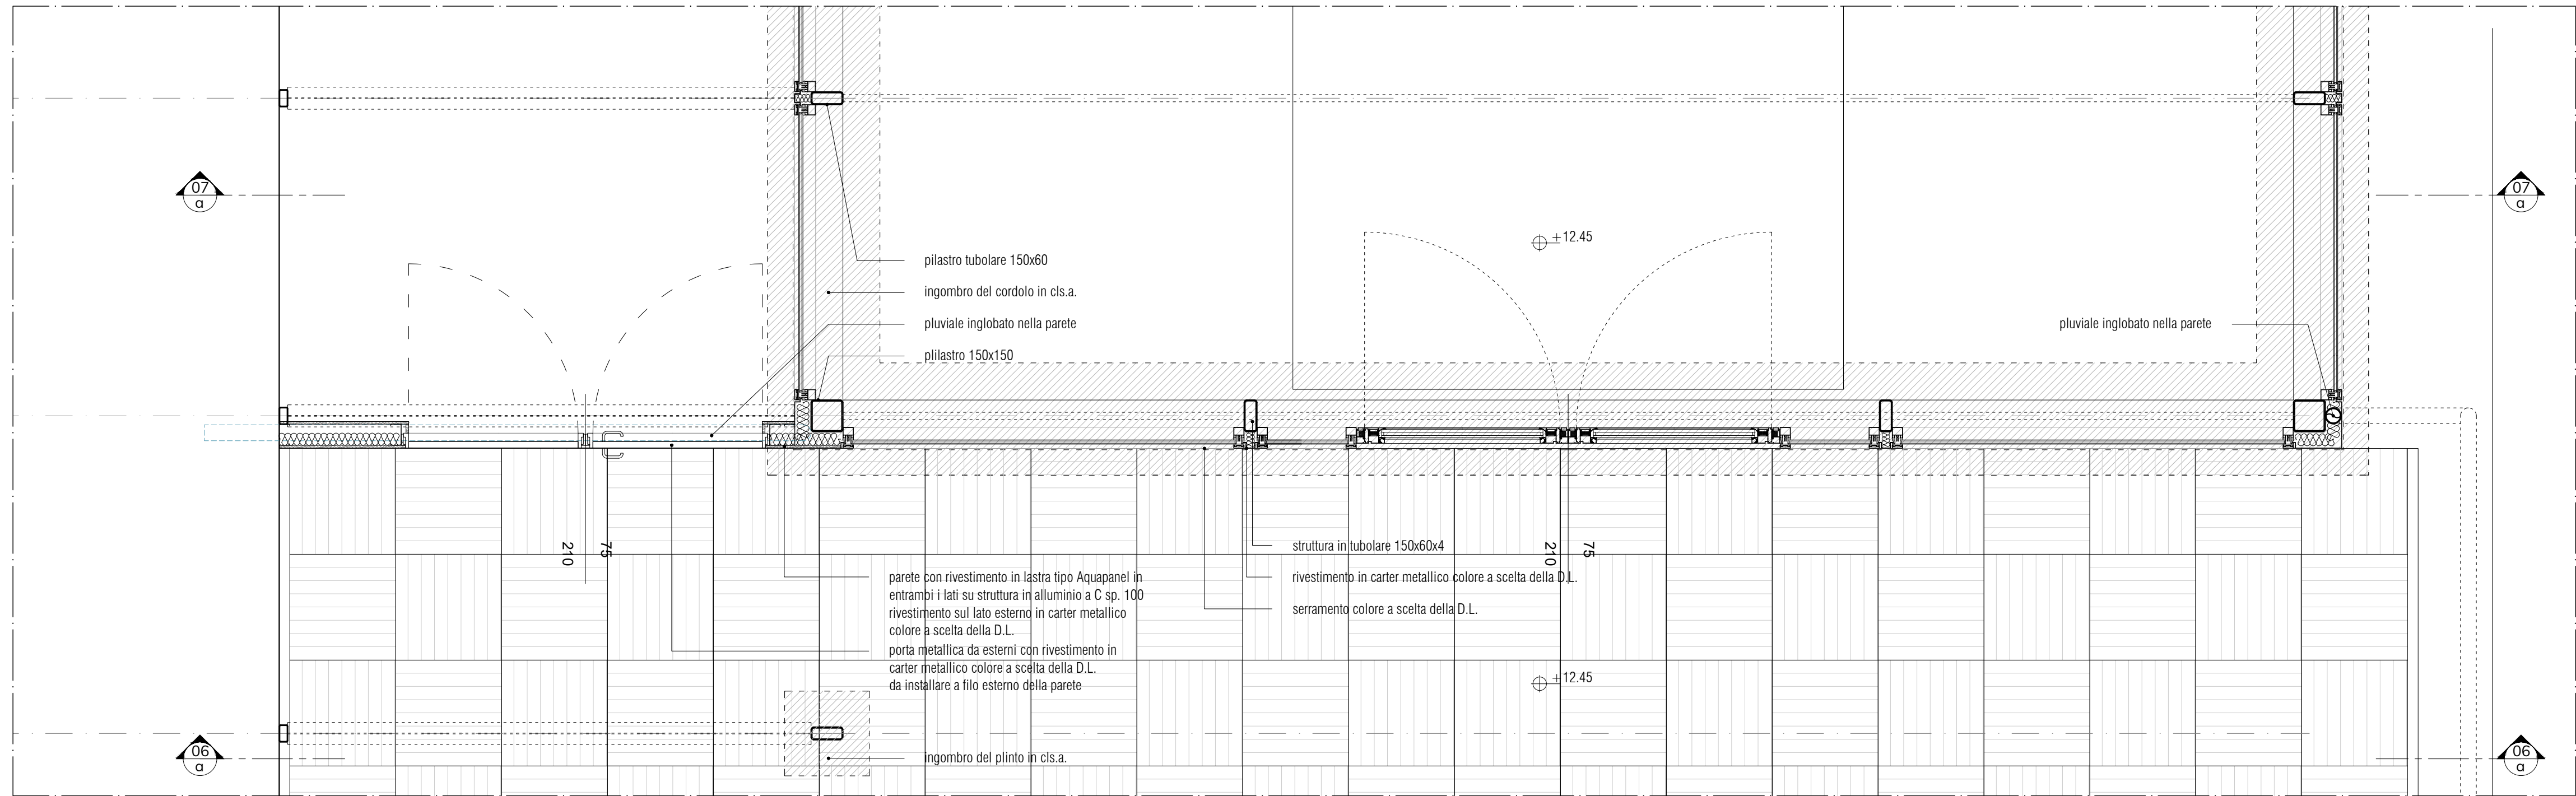 07
a
07
a
+12.45
pilastro tubolare 150x60
ingombro del cordolo in cls.a.
pluviale inglobato nella parete
plilastro 150x150
pluviale inglobato nella parete
210
75
210
75
struttura in tubolare 150x60x4
rivestimento in carter metallico colore a scelta della D.L.
serramento colore a scelta della D.L.
parete con rivestimento in lastra tipo Aquapanel in
entrambi i lati su struttura in alluminio a C sp. 100
rivestimento sul lato esterno in carter metallico
colore a scelta della D.L.
porta metallica da esterni con rivestimento in
carter metallico colore a scelta della D.L.
da installare a filo esterno della parete
+12.45
ingombro del plinto in cls.a.
06
a
06
a